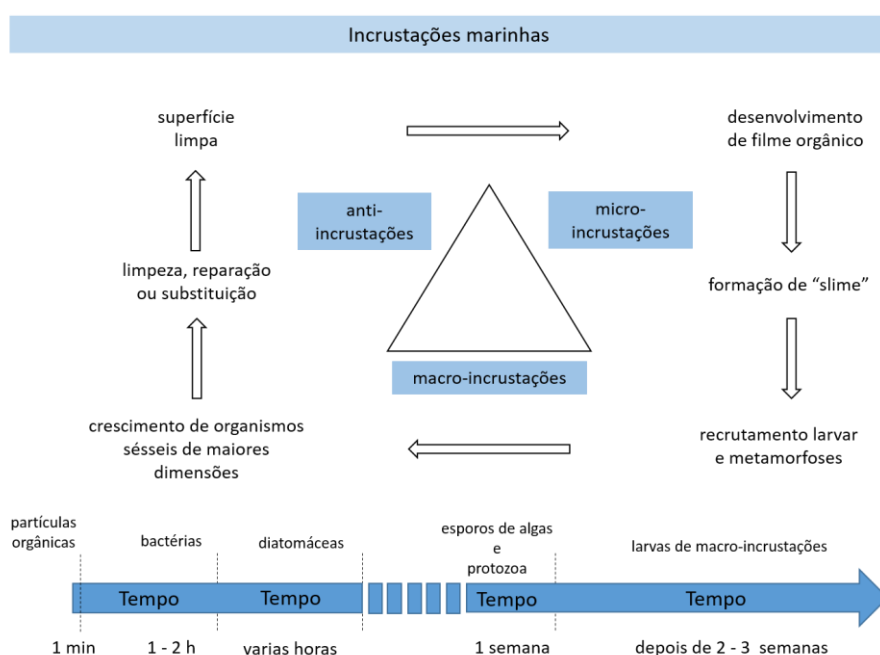 Incrustações marinhas
superfície
limpa
desenvolvimento
de filme orgânico
anti-
incrustações
micro-
incrustações
limpeza, reparação
ou substituição
formação de “slime”
macro-incrustações
crescimento de organismos
sésseis de maiores
dimensões
recrutamento larvar
e metamorfoses
partículas
orgânicas
bactérias
diatomáceas
esporos de algas
e
protozoa
larvas de macro-incrustações
Tempo
Tempo
Tempo
Tempo
1 min
1 - 2 h
varias horas
1 semana
depois de 2 - 3 semanas